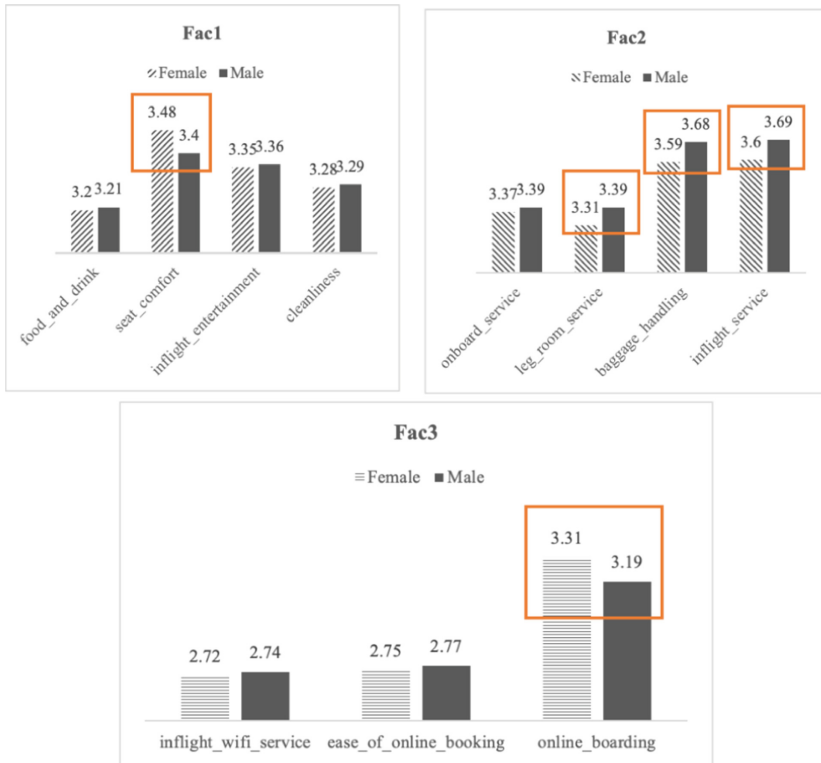 Fac1
Female Male
3.48
3.4
3.35 3.36
3.28 3.29
3.2 3.21
food_and_drink
seat_comfort
inflight_entertainment
cleanliness
Fac2
Female Male
3.68
3.69
3.59
3.6
3.37 3.39
3.39
3.31
onboard_service
leg_room_service
baggage_handling
inflight_service
Fac3
Female Male
3.31
3.19
2.72 2.74
2.75 2.77
inflight_wifi_service ease_of_online_booking online_boarding